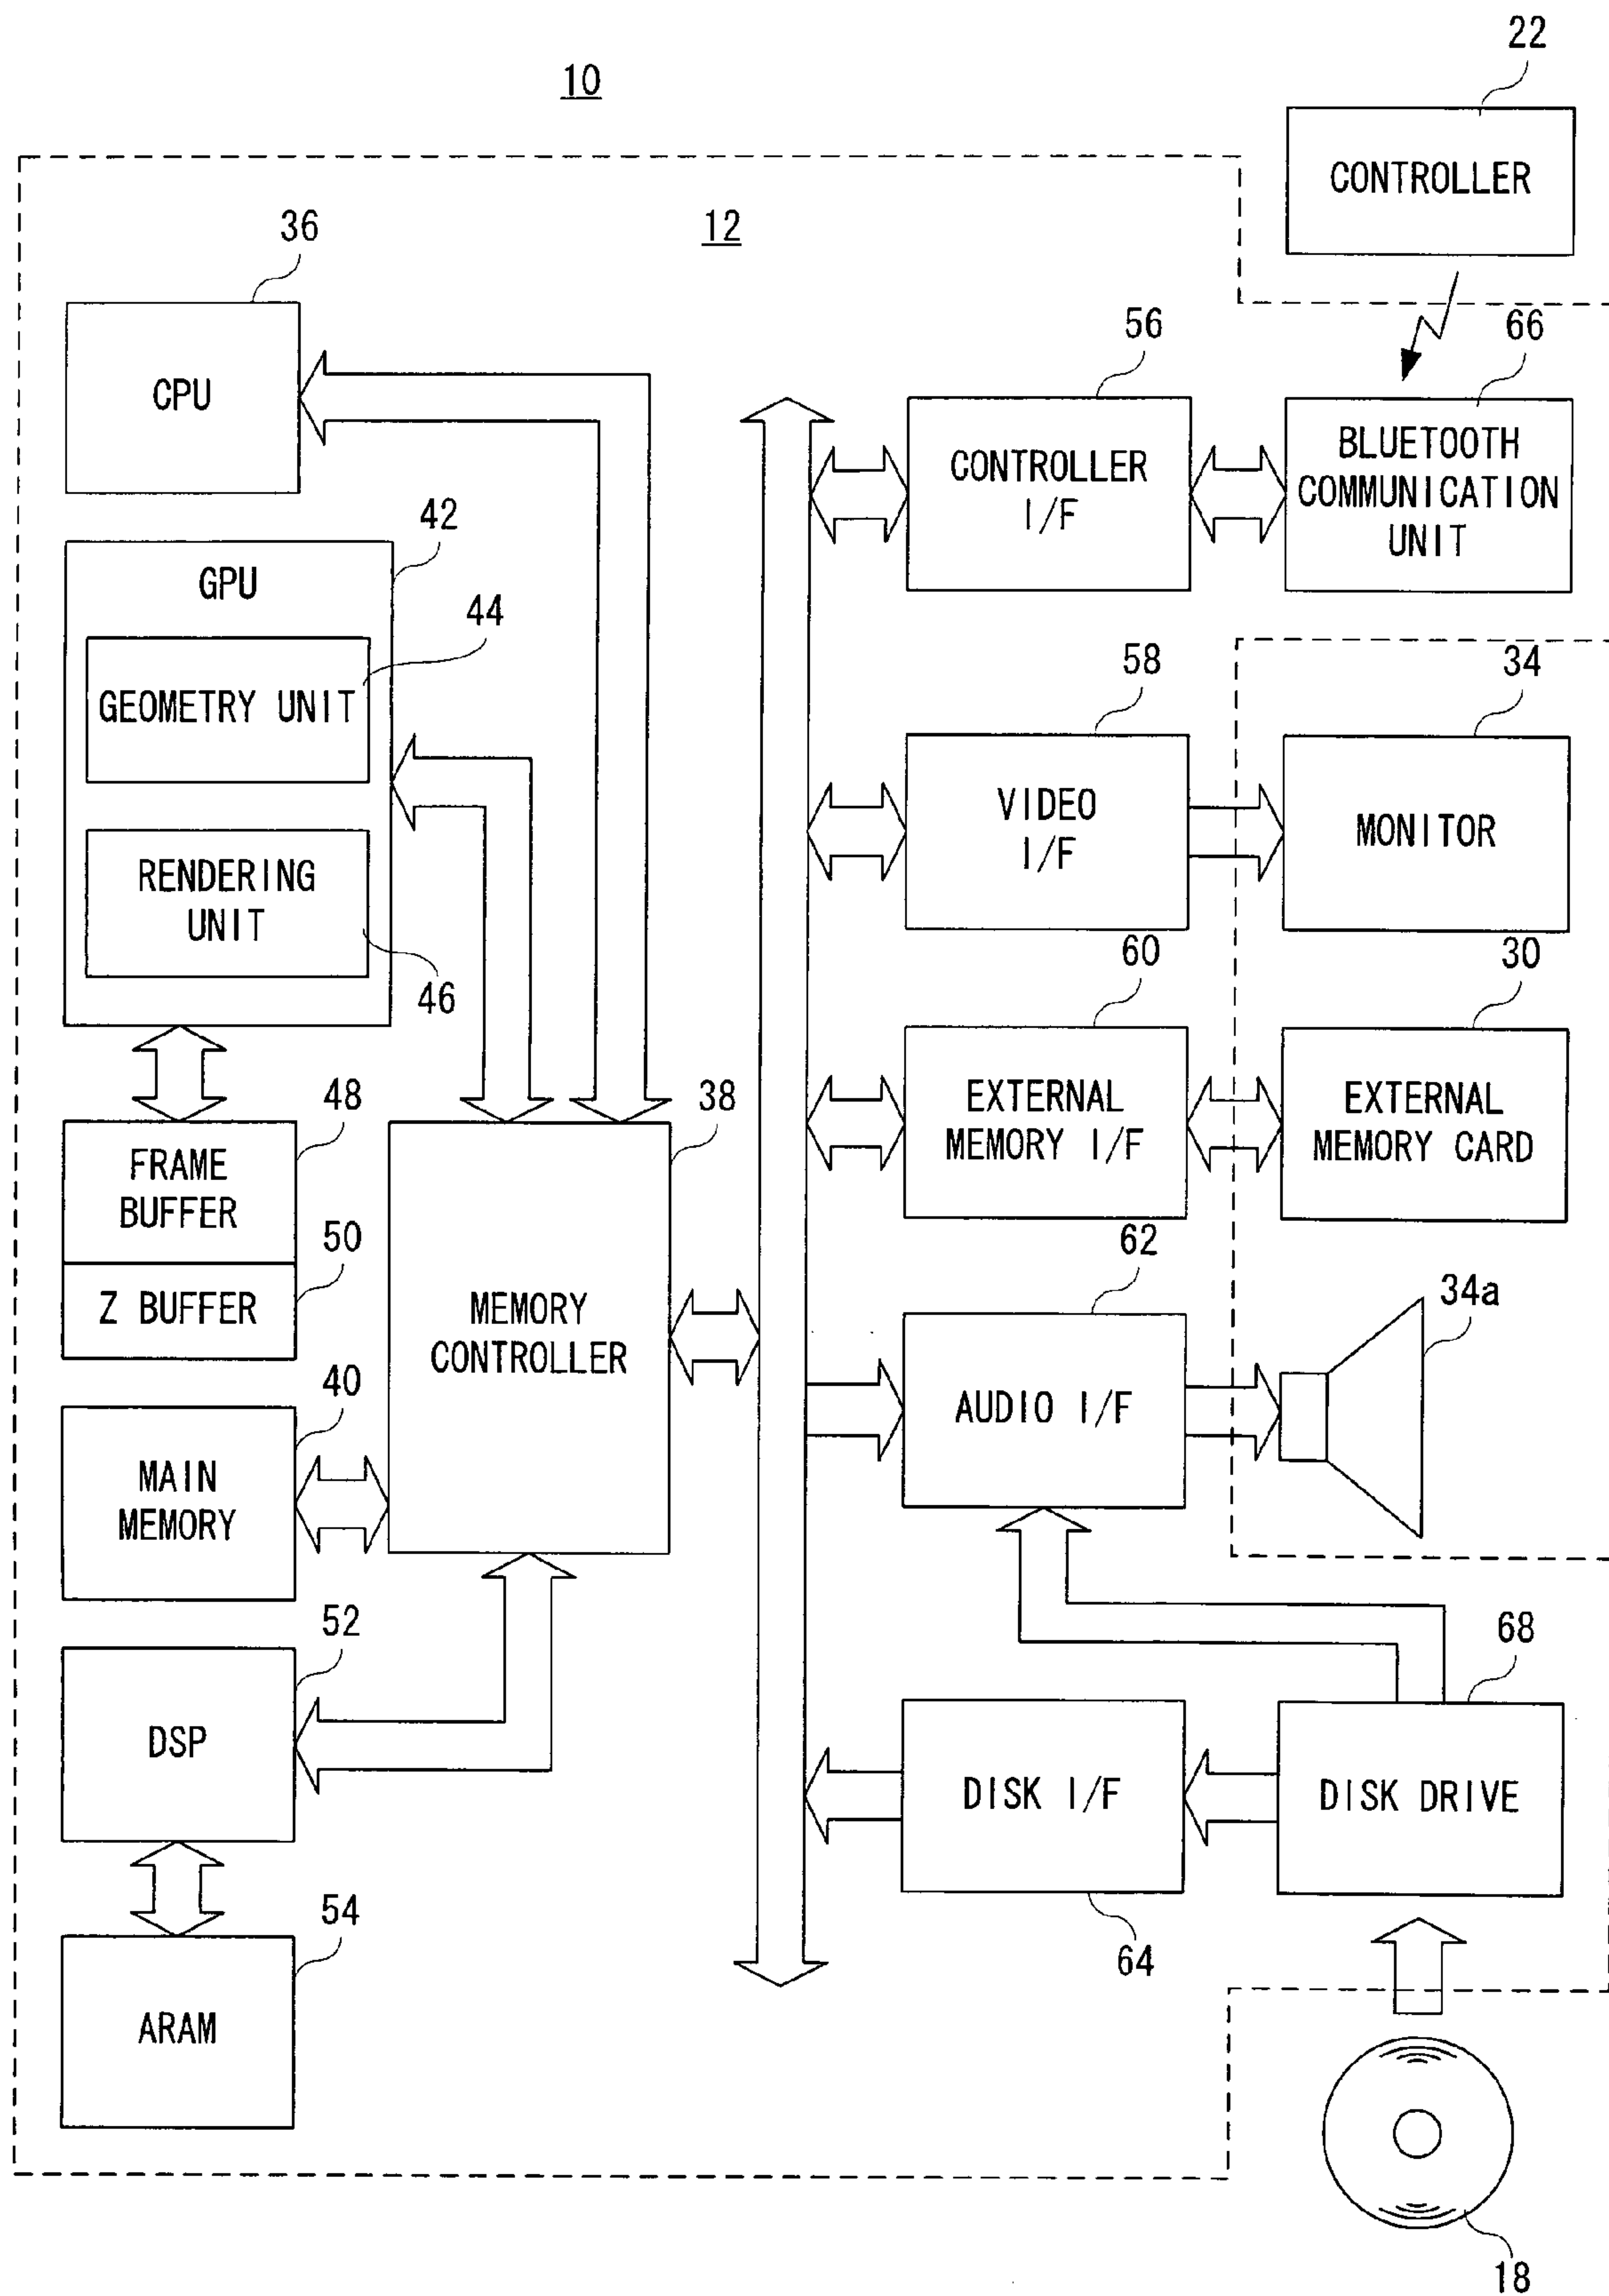 10
22
CONTROLLER
12
36
CPU
56
CONTROLLER
I/F
66
BLUETOOTH
COMMUNICATION
UNIT
42
GPU
44
GEOMETRY UNIT
RENDERING
UNIT
46
58
VIDEO
I/F
34
MONITOR
60
EXTERNAL
MEMORY I/F
30
EXTERNAL
MEMORY CARD
48
FRAME
BUFFER
50
Z BUFFER
38
MEMORY
CONTROLLER
62
AUDIO I/F
34a
40
MAIN
MEMORY
52
DSP
68
DISK DRIVE
DISK I/F
64
54
ARAM
18